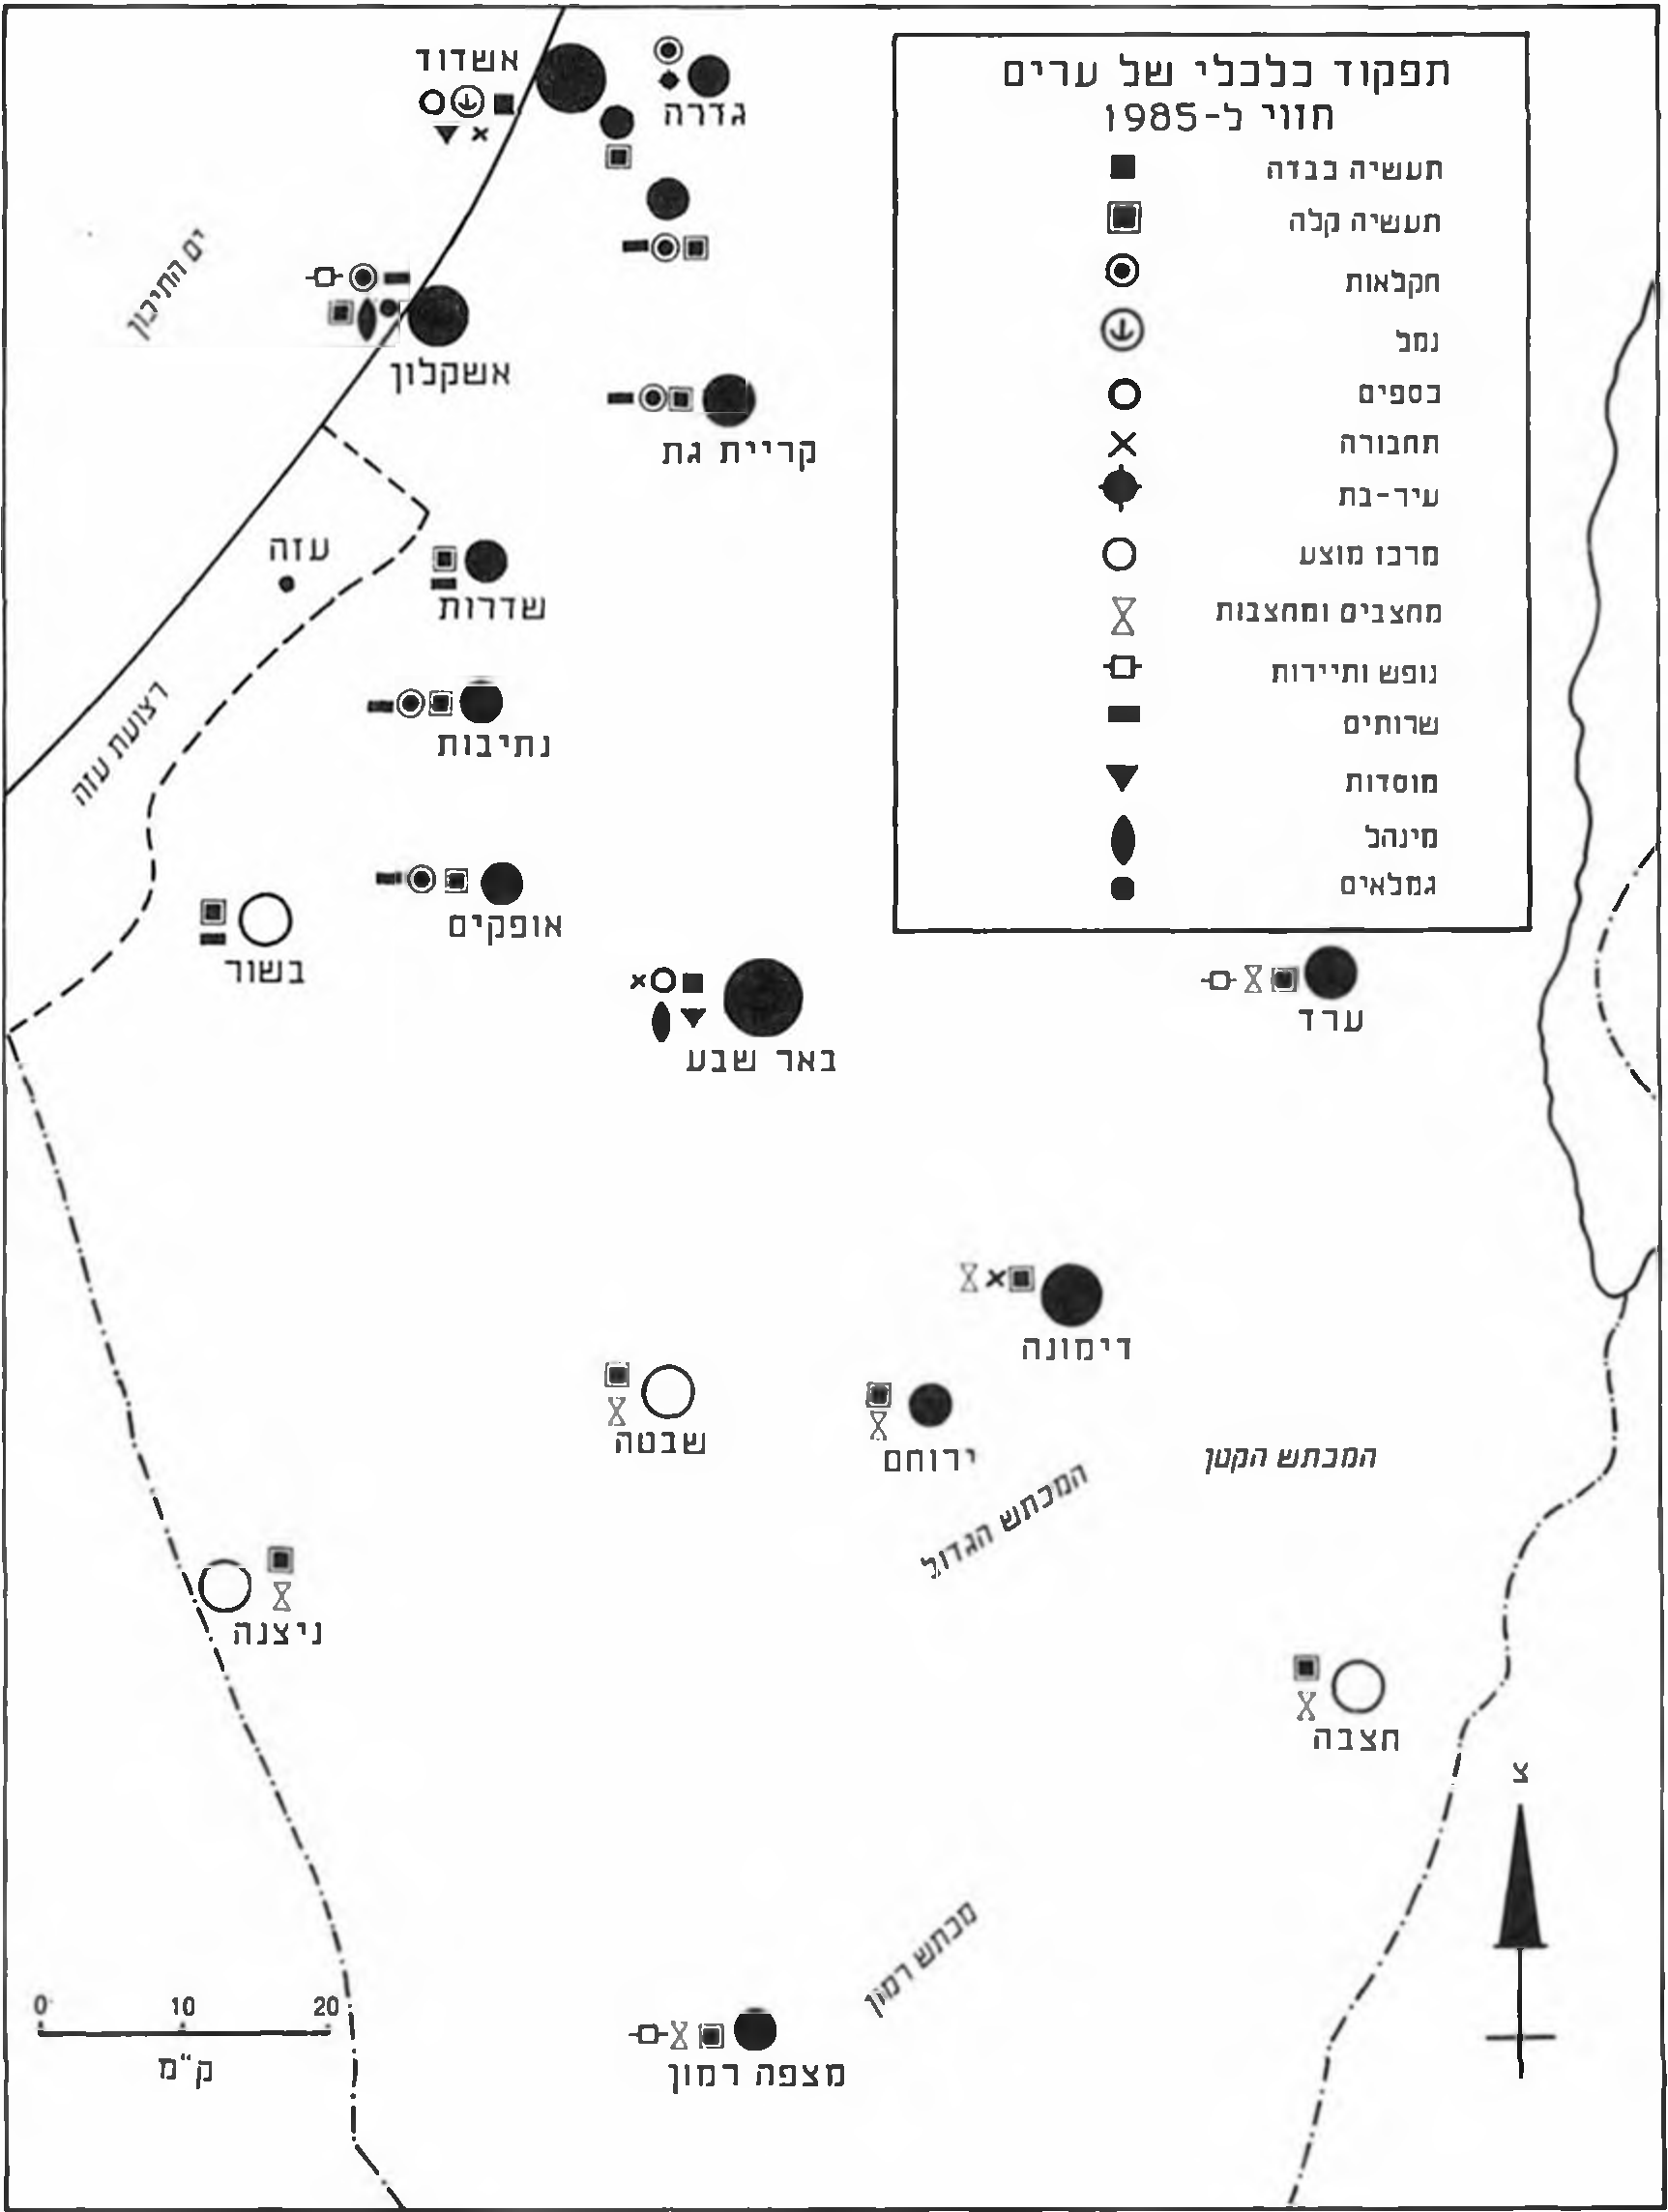 תפקוד כלכלי של ערים
חזוי ל-1985
תעשיה כבדה
תעשיה קלה
חקלאות
נמל
כספים
תחבורה
עיר-בת
מרכז מוצע
מחצבים ומחצבות
נופש ותיירות
שרותים
מוסדות
מינהל
גמלאים
אשדוד
גדרה
ים התיכון
אשקלון
קריית גת
עזה
שדרות
רצועת עזה
נתיבות
אופקים
בשור
באר שבע
ערד
דימונה
שבטה
ירוחם
המכתש הקטן
המכתש הגדול
ניצנה
חצבה
צ
מכתש רמון
מצפה רמון
0 10 20
ק"מ